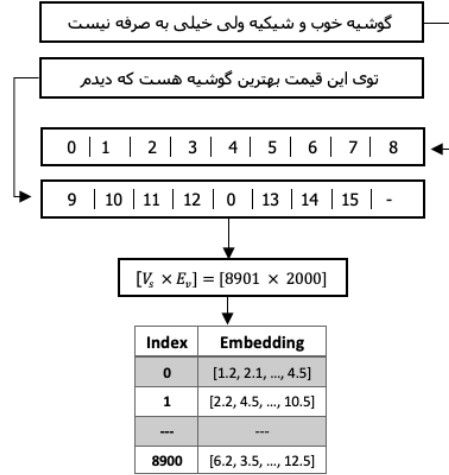 گوشیه خوب و شیکیه ولی خیلی به صرفه نیست
توی این قیمت بهترین گوشیه هست که دیدم
0 | 1 | 2 | 3 | 4 | 5 | 6 | 7 | 8
9 | 10 | 11 | 12 | 0 | 13 | 14 | 15 | -
[Vₛ × Eᵥ] = [8901 × 2000]
Index Embedding
0 [1.2, 2.1, ..., 4.5]
1 [2.2, 4.5, ..., 10.5]
--- ---
8900 [6.2, 3.5, ..., 12.5]